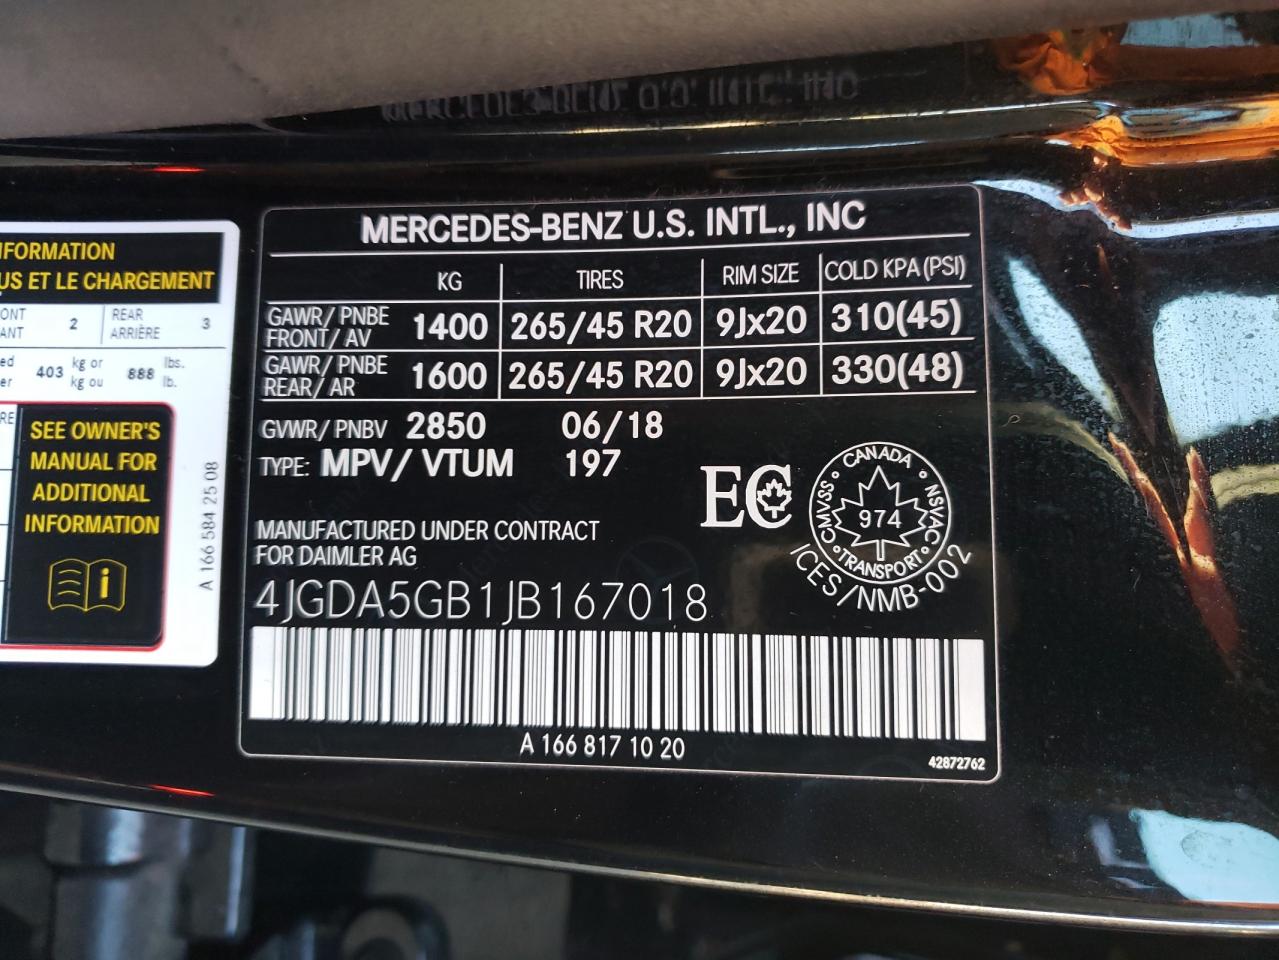 NFORMATION
US ET LE CHARGEMENT
ONT
ANT
2
REAR
ARRIÈRE
3
ed
er
403
kg or
kg ou
888
lbs.
lb.
RE
SEE OWNER'S
MANUAL FOR
ADDITIONAL
INFORMATION
A 166 584 25 08
MERCEDES-BENZ U.S. INTL., INC
KG TIRES RIM SIZE COLD KPA (PSI)
GAWR/ PNBE
FRONT/ AV
1400 265/45 R20 9Jx20 310(45)
GAWR/ PNBE
REAR/ AR
1600 265/45 R20 9Jx20 330(48)
GVWR/ PNBV 2850 06/18
TYPE: MPV/ VTUM 197
EC
CANADA
CMVSS
974
NSVAC
TRANSPORT
ICES/NMB-002
MANUFACTURED UNDER CONTRACT
FOR DAIMLER AG
4JGDA5GB1JB167018
A 166 817 10 20
42872762